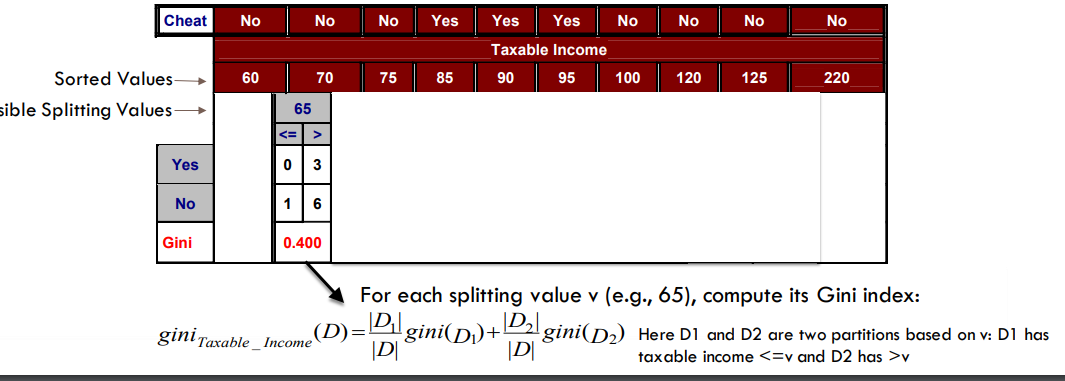 Cheat No No No Yes Yes Yes No No No No
Taxable Income
Sorted Values 60 70 75 85 90 95 100 120 125 220
sible Splitting Values 65
<= >
Yes 0 3
No 1 6
Gini 0.400
For each splitting value v (e.g., 65), compute its Gini index:
gini Taxable_Income (D)= |D1|/|D| gini(D1)+ |D2|/|D| gini(D2) Here D1 and D2 are two partitions based on v: D1 has
taxable income <=v and D2 has >v